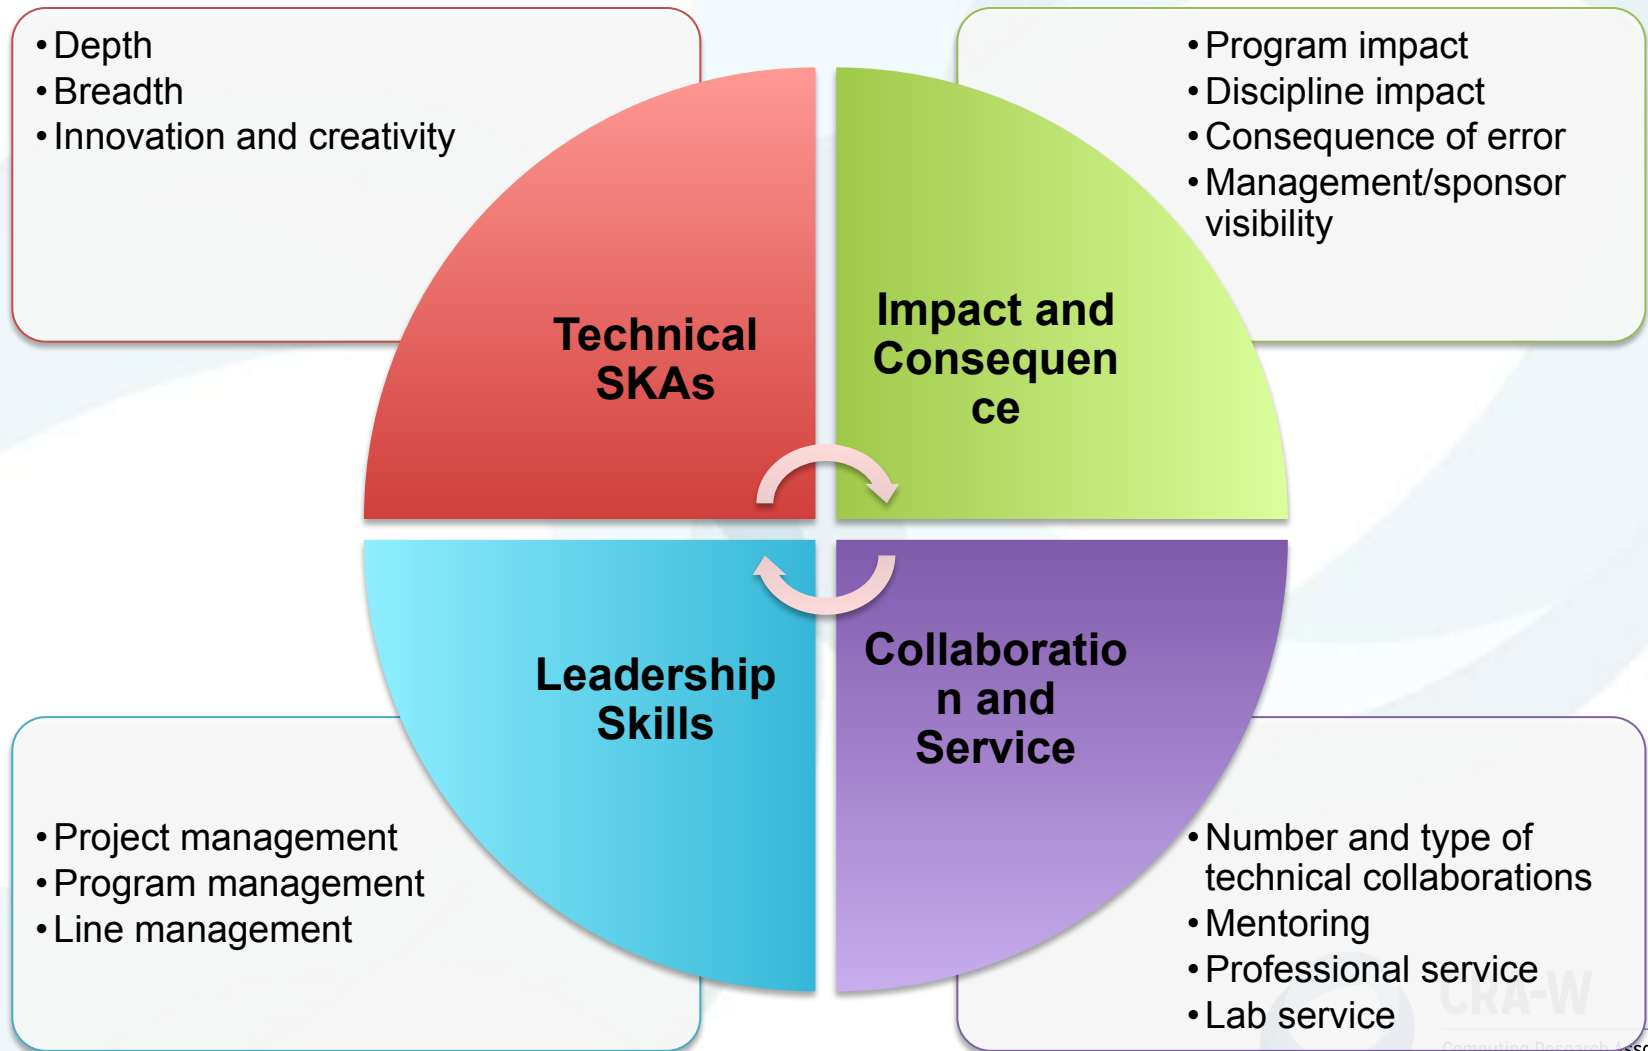 • Depth
• Breadth
• Innovation and creativity
• Program impact
• Discipline impact
• Consequence of error
• Management/sponsor
visibility
Technical
SKAs
Impact and
Consequen
ce
Leadership
Skills
Collaboratio
n and
Service
• Project management
• Program management
• Line management
• Number and type of
technical collaborations
• Mentoring
• Professional service
• Lab service
CRA-W
Computing Research